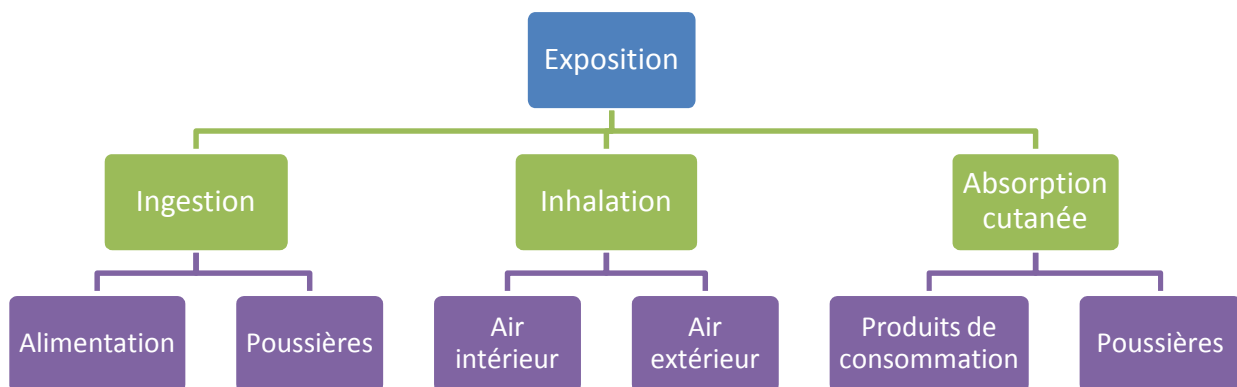 Exposition
Ingestion
Inhalation
Absorption
cutanée
Alimentation
Poussières
Air
intérieur
Air
extérieur
Produits de
consommation
Poussières